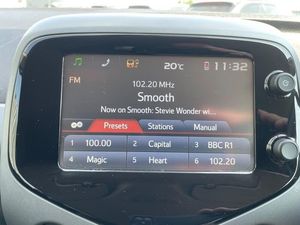 20°C 11:32
FM
102.20 MHz
Smooth
Now on Smooth: Stevie Wonder wi...
Presets Stations Manual
1 100.00 2 Capital 3 BBC R1
4 Magic 5 Heart 6 102.20